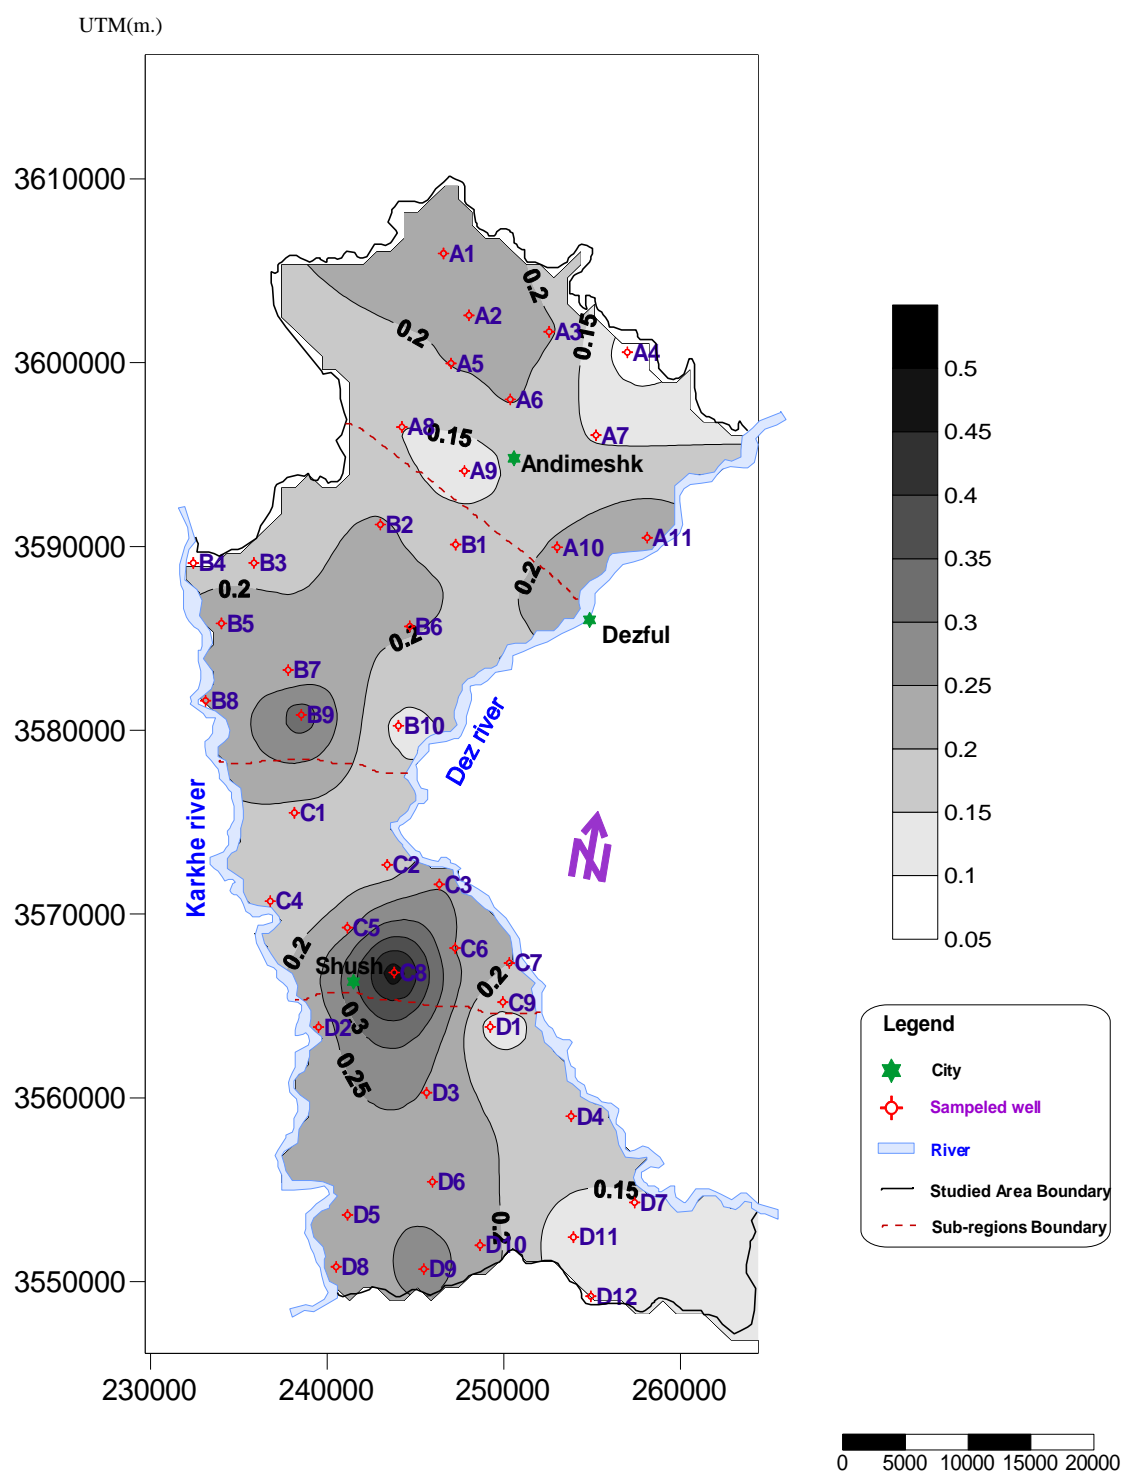 UTM(m.)
3610000
3600000
3590000
3580000
3570000
3560000
3550000
230000
240000
250000
260000
A1
0.2
A2
A3
0.15
0.2
A4
A5
A6
A8
0.15
A7
A9
Andimeshk
B2
B1
A10
A11
B4
B3
0.2
0.2
B5
B6
0.2
Dezful
B7
B8
B9
B10
Dez river
Karkhe river
C1
N
C2
C3
C4
C5
C6
0.2
Shush
C8
C7
0.2
C9
0.3
D2
D1
0.25
D3
D4
D6
0.15
D7
D5
0.2
D11
D10
D8
D9
D12
0.5
0.45
0.4
0.35
0.3
0.25
0.2
0.15
0.1
0.05
Legend
City
Sampeled well
River
Studied Area Boundary
Sub-regions Boundary
0 5000 10000 15000 20000